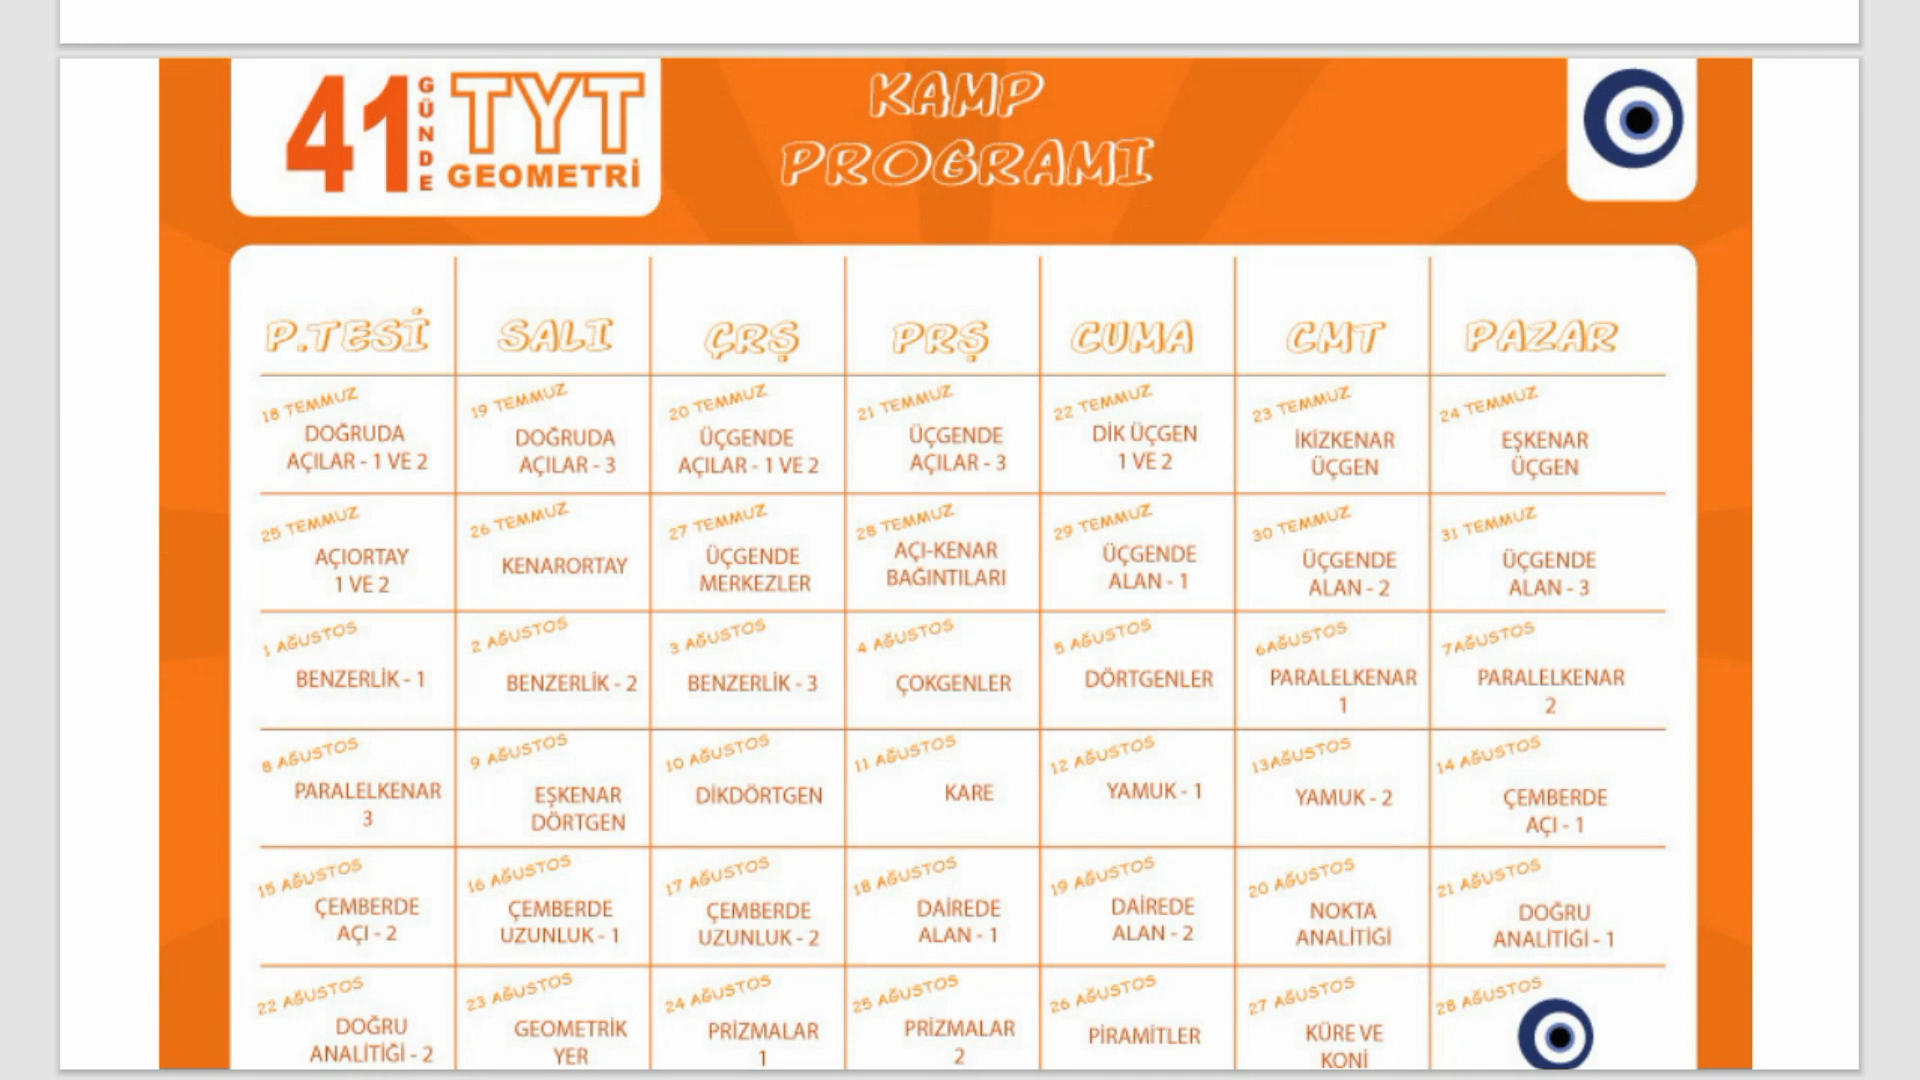 41
GÜNDE
TYT
GEOMETRİ
KAMP
PROGRAMI
P.TESİ
SALI
ÇRŞ
PRŞ
CUMA
CMT
PAZAR
18 TEMMUZ
DOĞRUDA
AÇILAR - 1 VE 2
19 TEMMUZ
DOĞRUDA
AÇILAR - 3
20 TEMMUZ
ÜÇGENDE
AÇILAR - 1 VE 2
21 TEMMUZ
ÜÇGENDE
AÇILAR - 3
22 TEMMUZ
DİK ÜÇGEN
1 VE 2
23 TEMMUZ
İKİZKENAR
ÜÇGEN
24 TEMMUZ
EŞKENAR
ÜÇGEN
25 TEMMUZ
AÇIORTAY
1 VE 2
26 TEMMUZ
KENARORTAY
27 TEMMUZ
ÜÇGENDE
MERKEZLER
28 TEMMUZ
AÇI-KENAR
BAĞINTILARI
29 TEMMUZ
ÜÇGENDE
ALAN - 1
30 TEMMUZ
ÜÇGENDE
ALAN - 2
31 TEMMUZ
ÜÇGENDE
ALAN - 3
1 AĞUSTOS
BENZERLİK - 1
2 AĞUSTOS
BENZERLİK - 2
3 AĞUSTOS
BENZERLİK - 3
4 AĞUSTOS
ÇOKGENLER
5 AĞUSTOS
DÖRTGENLER
6AĞUSTOS
PARALELKENAR
1
7AĞUSTOS
PARALELKENAR
2
8 AĞUSTOS
PARALELKENAR
3
9 AĞUSTOS
EŞKENAR
DÖRTGEN
10 AĞUSTOS
DİKDÖRTGEN
11 AĞUSTOS
KARE
12 AĞUSTOS
YAMUK - 1
13AĞUSTOS
YAMUK - 2
14 AĞUSTOS
ÇEMBERDE
AÇI - 1
15 AĞUSTOS
ÇEMBERDE
AÇI - 2
16 AĞUSTOS
ÇEMBERDE
UZUNLUK - 1
17 AĞUSTOS
ÇEMBERDE
UZUNLUK - 2
18 AĞUSTOS
DAİREDE
ALAN - 1
19 AĞUSTOS
DAİREDE
ALAN - 2
20 AĞUSTOS
NOKTA
ANALİTİĞİ
21 AĞUSTOS
DOĞRU
ANALİTİĞİ - 1
22 AĞUSTOS
DOĞRU
ANALİTİĞİ - 2
23 AĞUSTOS
GEOMETRİK
YER
24 AĞUSTOS
PRİZMALAR
1
25 AĞUSTOS
PRİZMALAR
2
26 AĞUSTOS
PİRAMİTLER
27 AĞUSTOS
KÜRE VE
KONİ
28 AĞUSTOS